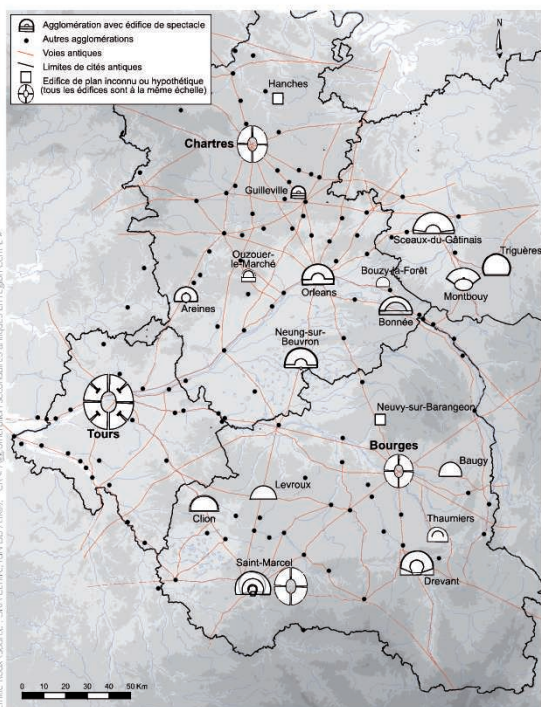 Agglomération avec édifice de spectacle
Autres agglomérations
Voies antiques
Limites de cités antiques
Edifice de plan inconnu ou hypothétique
(tous les édifices sont à la même échelle)
N
Hanches
Chartres
Guilleville
Sceaux-du-Gâtinais
Triguères
Ouzouer-
le-Marché
Orléans
Bouzy-la-Forêt
Montbouy
Areines
Bonnée
Neung-sur-
Beuvron
Tours
Neuvy-sur-Barangeon
Bourges
Baugy
Levroux
Clion
Thaumiers
Saint-Marcel
Drevant
0 10 20 30 40 50 Km